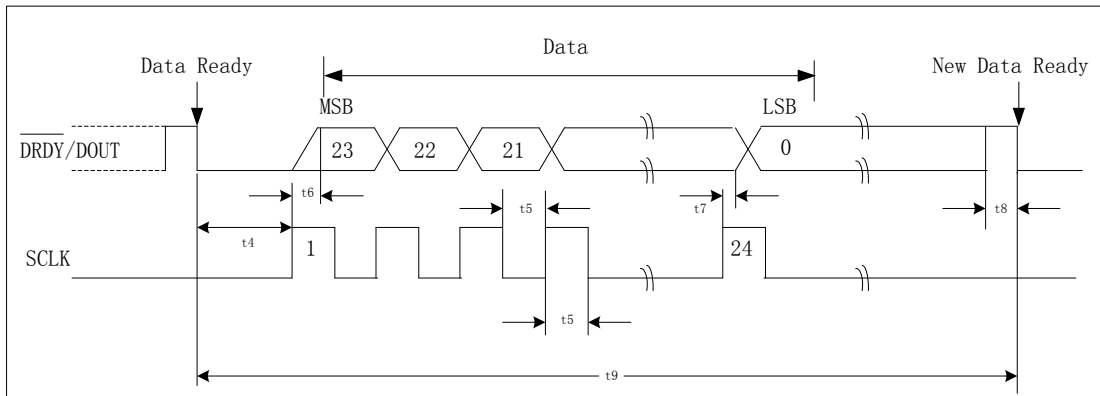 Data
Data Ready
New Data Ready
MSB
LSB
DRDY/DOUT
23
22
21
0
t6
t5
t7
t8
t4
SCLK
1
24
t5
t9